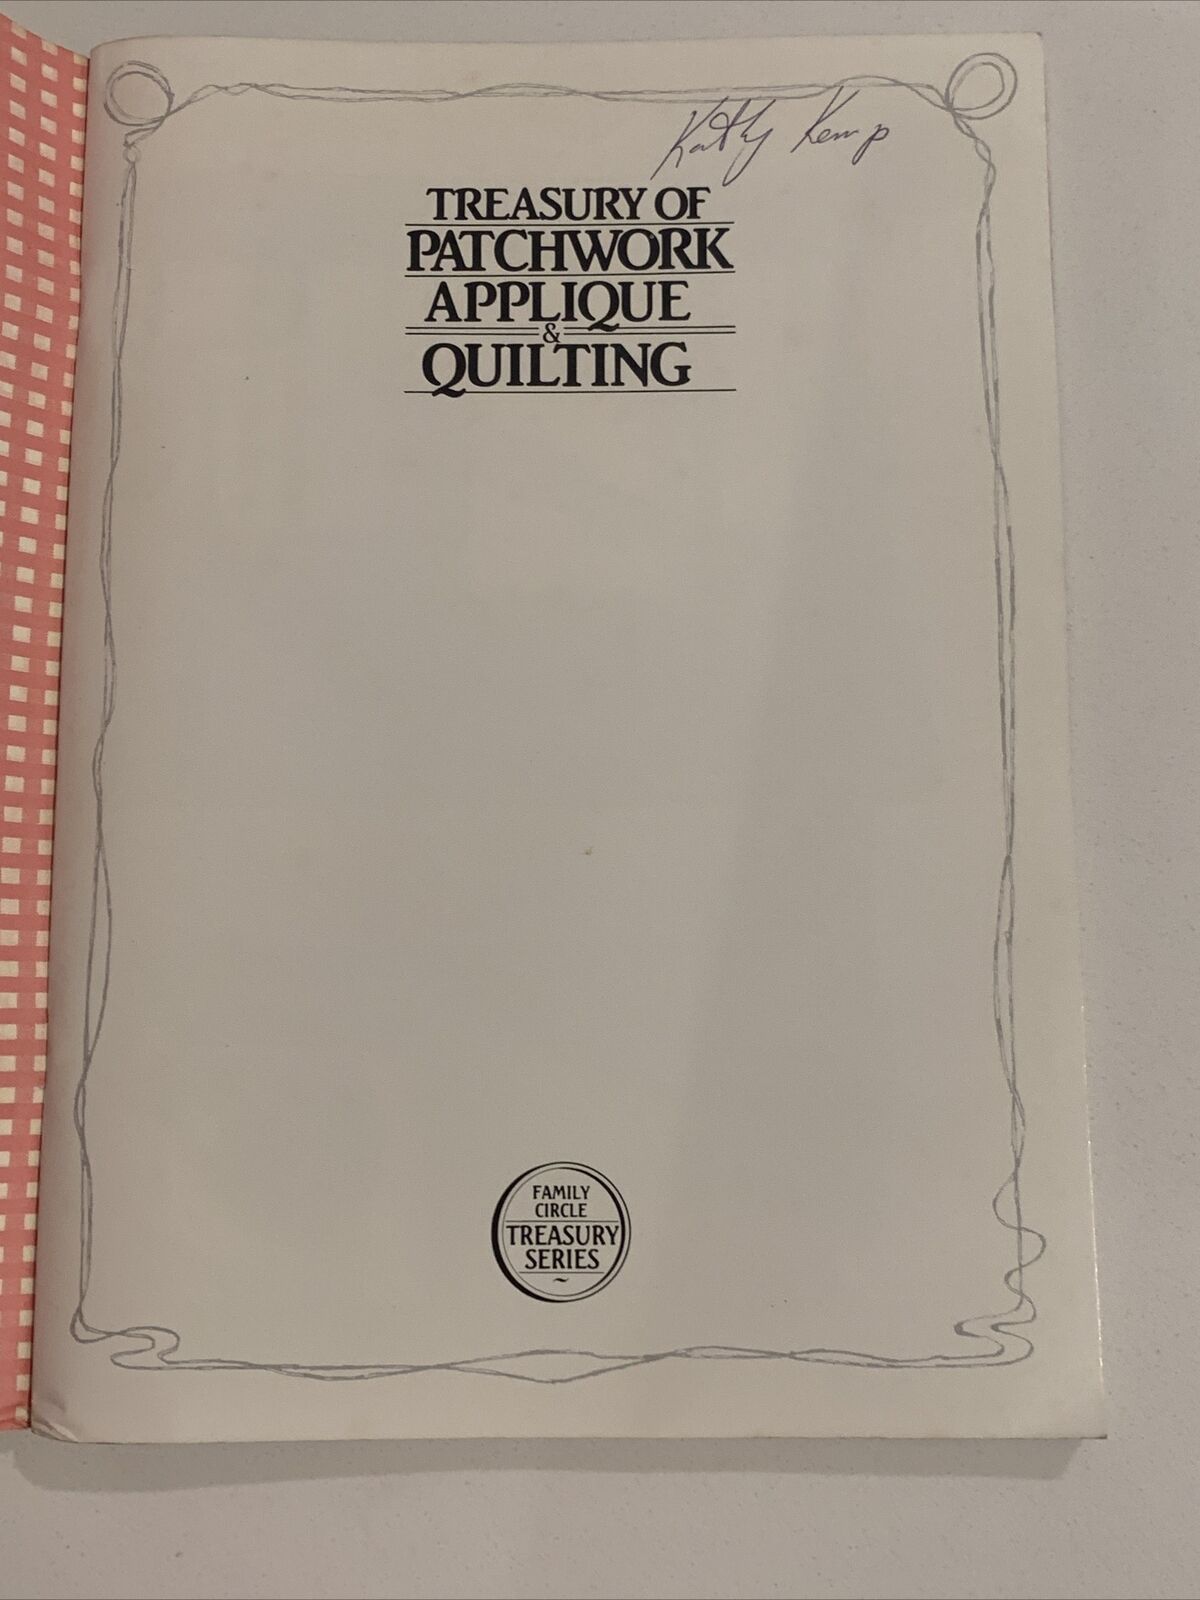 Kathy Kemp
TREASURY OF
PATCHWORK
APPLIQUE
&
QUILTING
FAMILY
CIRCLE
TREASURY
SERIES